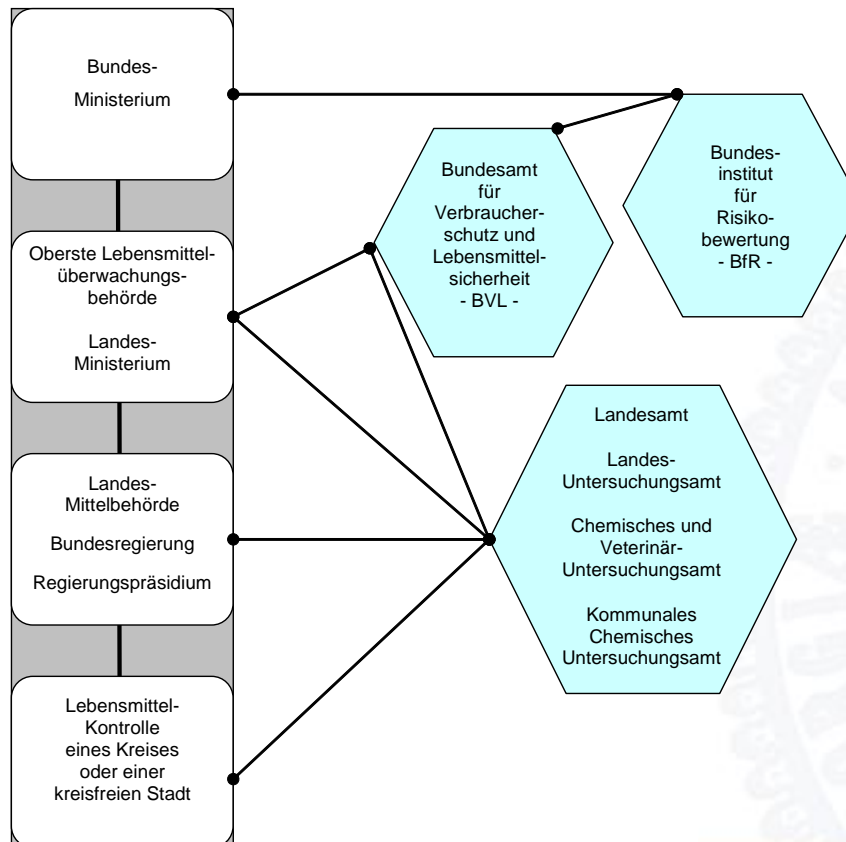 Bundes-
Ministerium
Oberste Lebensmittel-
überwachungs-
behörde
Landes-
Ministerium
Landes-
Mittelbehörde
Bundesregierung
Regierungspräsidium
Lebensmittel-
Kontrolle
eines Kreises
oder einer
kreisfreien Stadt
Bundesamt
für
Verbraucher-
schutz und
Lebensmittel-
sicherheit
- BVL -
Bundes-
institut
für
Risiko-
bewertung
- BfR -
Landesamt
Landes-
Untersuchungsamt
Chemisches und
Veterinär-
Untersuchungsamt
Kommunales
Chemisches
Untersuchungsamt